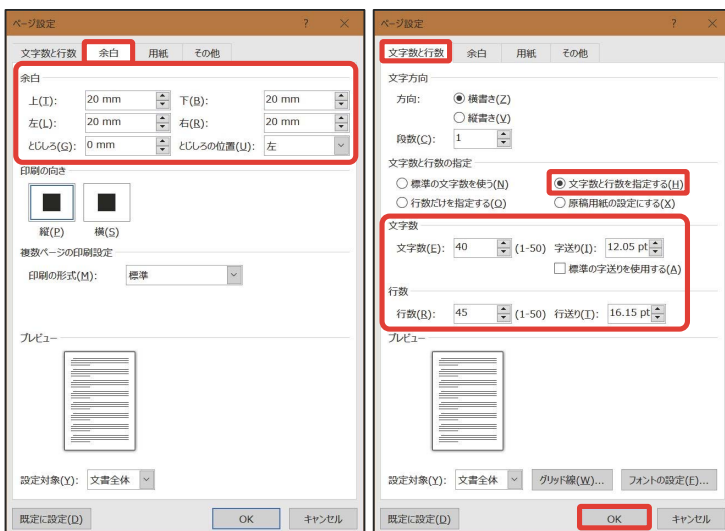 ページ設定 ? ×
文字数と行数 余白 用紙 その他
余白
上(T): 20 mm 下(B): 20 mm
左(L): 20 mm 右(R): 20 mm
とじしろ(G): 0 mm とじしろの位置(U): 左
印刷の向き
縦(P) 横(S)
複数ページの印刷設定
印刷の形式(M): 標準
プレビュー
設定対象(Y): 文書全体
既定に設定(D) OK キャンセル
ページ設定 ? ×
文字数と行数 余白 用紙 その他
文字方向
方向: 横書き(Z)
縦書き(V)
段数(C): 1
文字数と行数の指定
標準の文字数を使う(N) 文字数と行数を指定する(H)
行数だけを指定する(O) 原稿用紙の設定にする(X)
文字数
文字数(E): 40 (1-50) 字送り(I): 12.05 pt
標準の字送りを使用する(A)
行数
行数(R): 45 (1-50) 行送り(T): 16.15 pt
プレビュー
設定対象(Y): 文書全体 グリッド線(W)... フォントの設定(F)...
既定に設定(D) OK キャンセル